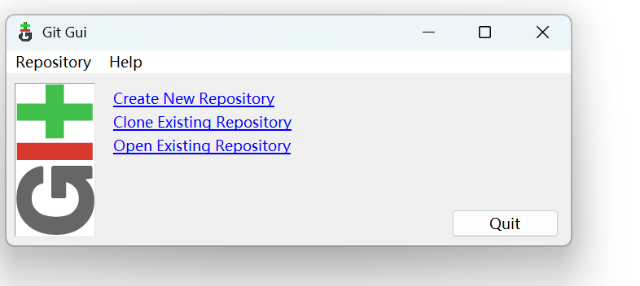 Git Gui
Repository Help
Create New Repository
Clone Existing Repository
Open Existing Repository
Quit